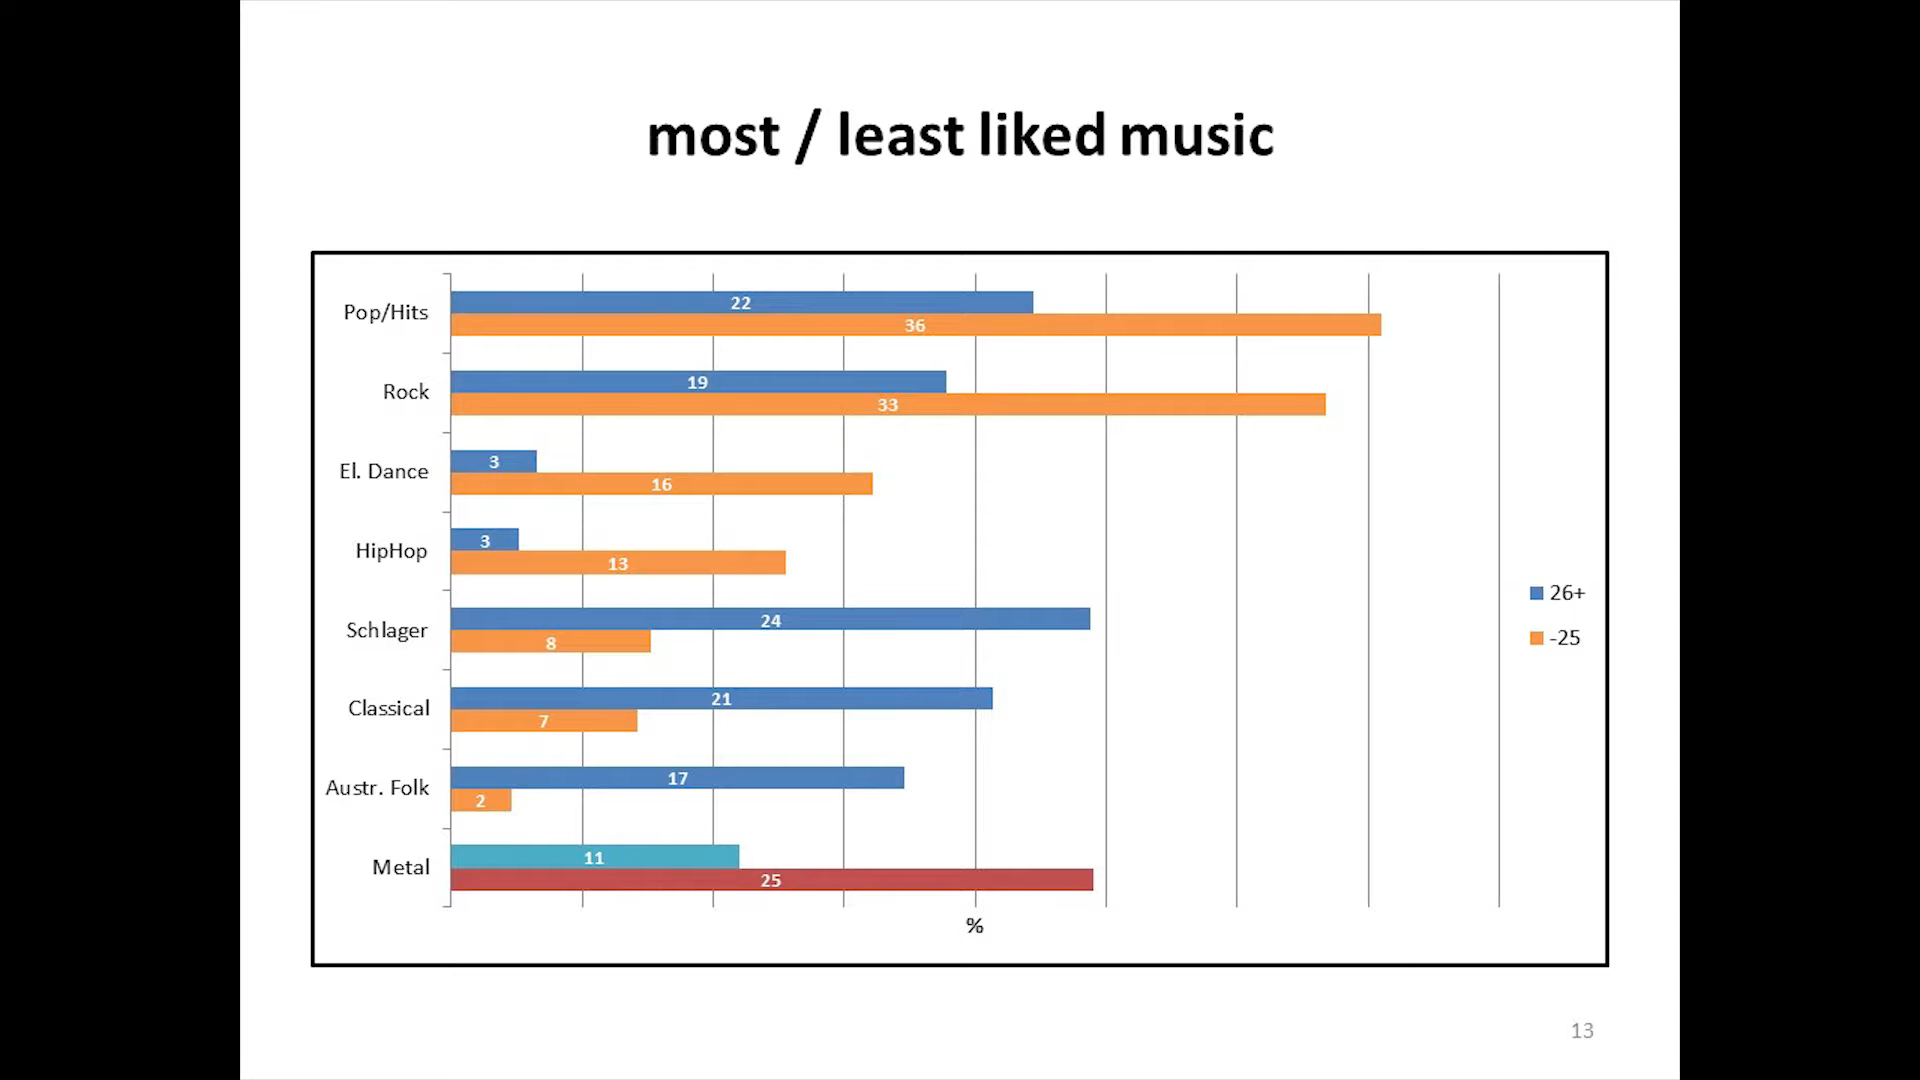 most / least liked music
Pop/Hits
22
36
Rock
19
33
El. Dance
3
16
HipHop
3
13
Schlager
24
8
Classical
21
7
Austr. Folk
17
2
Metal
11
25
26+
-25
%
13